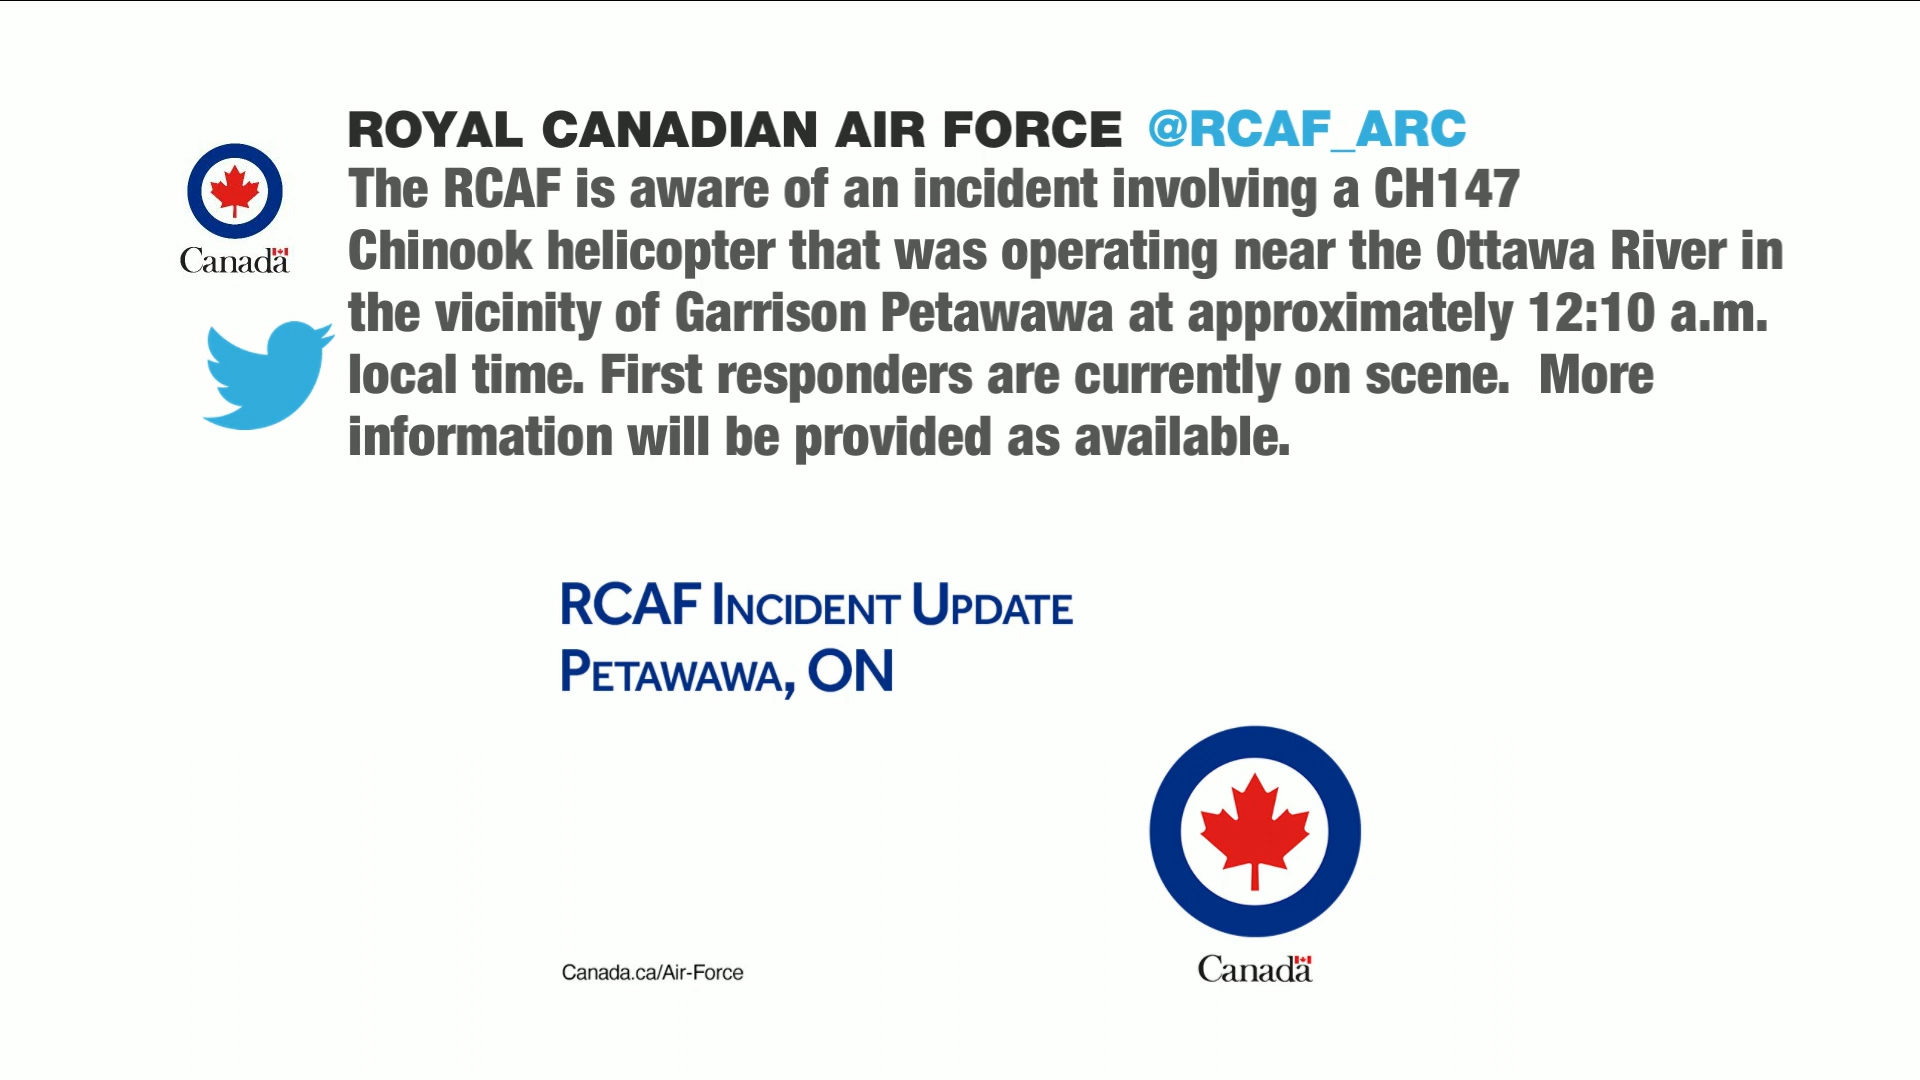 ROYAL CANADIAN AIR FORCE @RCAF_ARC
The RCAF is aware of an incident involving a CH147
Chinook helicopter that was operating near the Ottawa River in
the vicinity of Garrison Petawawa at approximately 12:10 a.m.
local time. First responders are currently on scene.  More
information will be provided as available.
Canada
RCAF INCIDENT UPDATE
PETAWAWA, ON
Canada.ca/Air-Force
Canada